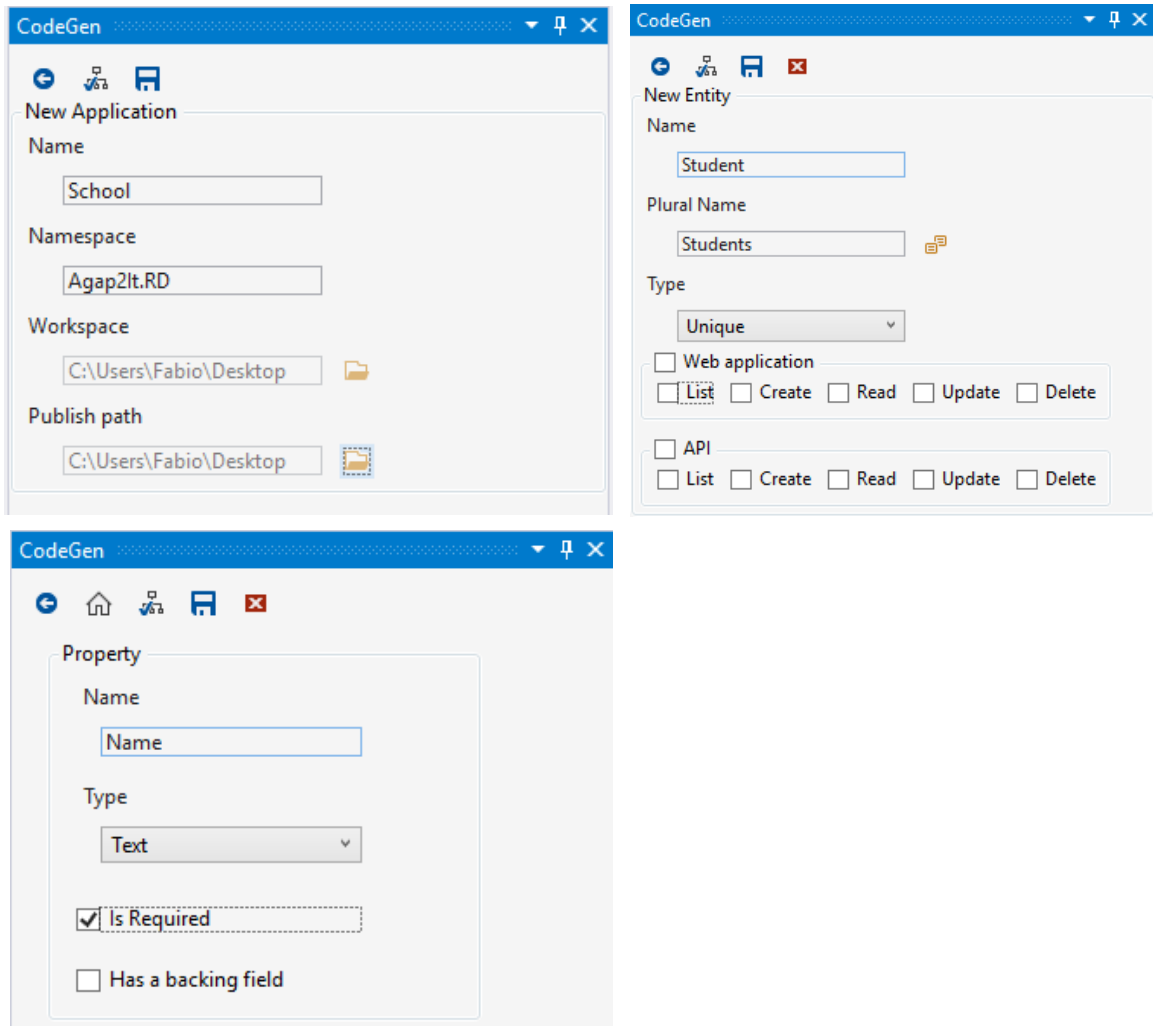 CodeGen
New Application
Name
School
Namespace
Agap2It.RD
Workspace
C:\Users\Fabio\Desktop
Publish path
C:\Users\Fabio\Desktop
CodeGen
New Entity
Name
Student
Plural Name
Students
Type
Unique
Web application
List Create Read Update Delete
API
List Create Read Update Delete
CodeGen
Property
Name
Name
Type
Text
Is Required
Has a backing field